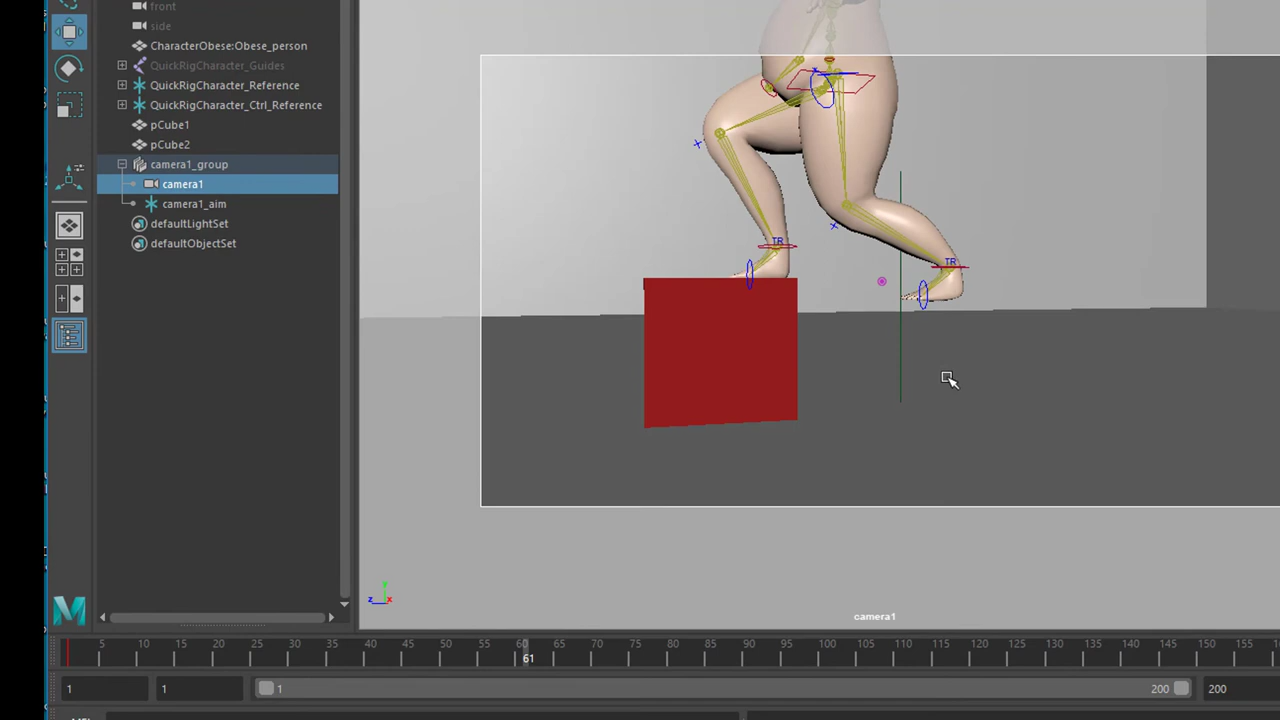 front
side
CharacterObese:Obese_person
QuickRigCharacter_Guides
QuickRigCharacter_Reference
QuickRigCharacter_Ctrl_Reference
pCube1
pCube2
camera1_group
camera1
camera1_aim
defaultLightSet
defaultObjectSet
TR
TR
y
z x
camera1
5 10 15 20 25 30 35 40 45 50 55 60 65 70 75 80 85 90 95 100 105 110 115 120 125 130 135 140 145 150 155
61
1 1 1 200 200